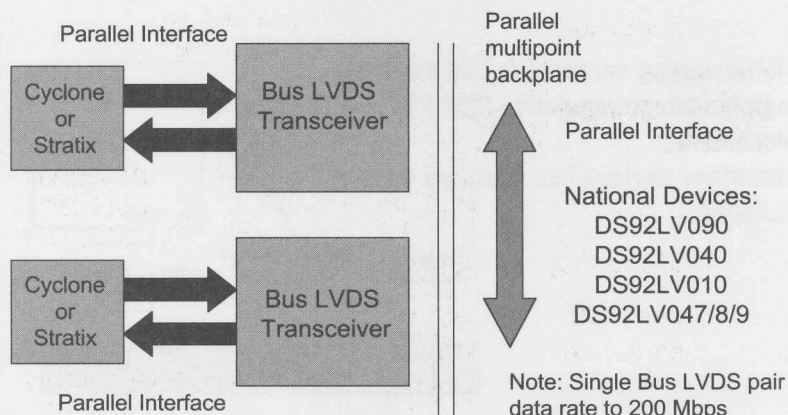 Parallel Interface
Cyclone
or
Stratix
Bus LVDS
Transceiver
Cyclone
or
Stratix
Bus LVDS
Transceiver
Parallel Interface
Parallel
multipoint
backplane
Parallel Interface
National Devices:
DS92LV090
DS92LV040
DS92LV010
DS92LV047/8/9
Note: Single Bus LVDS pair
data rate to 200 Mbps